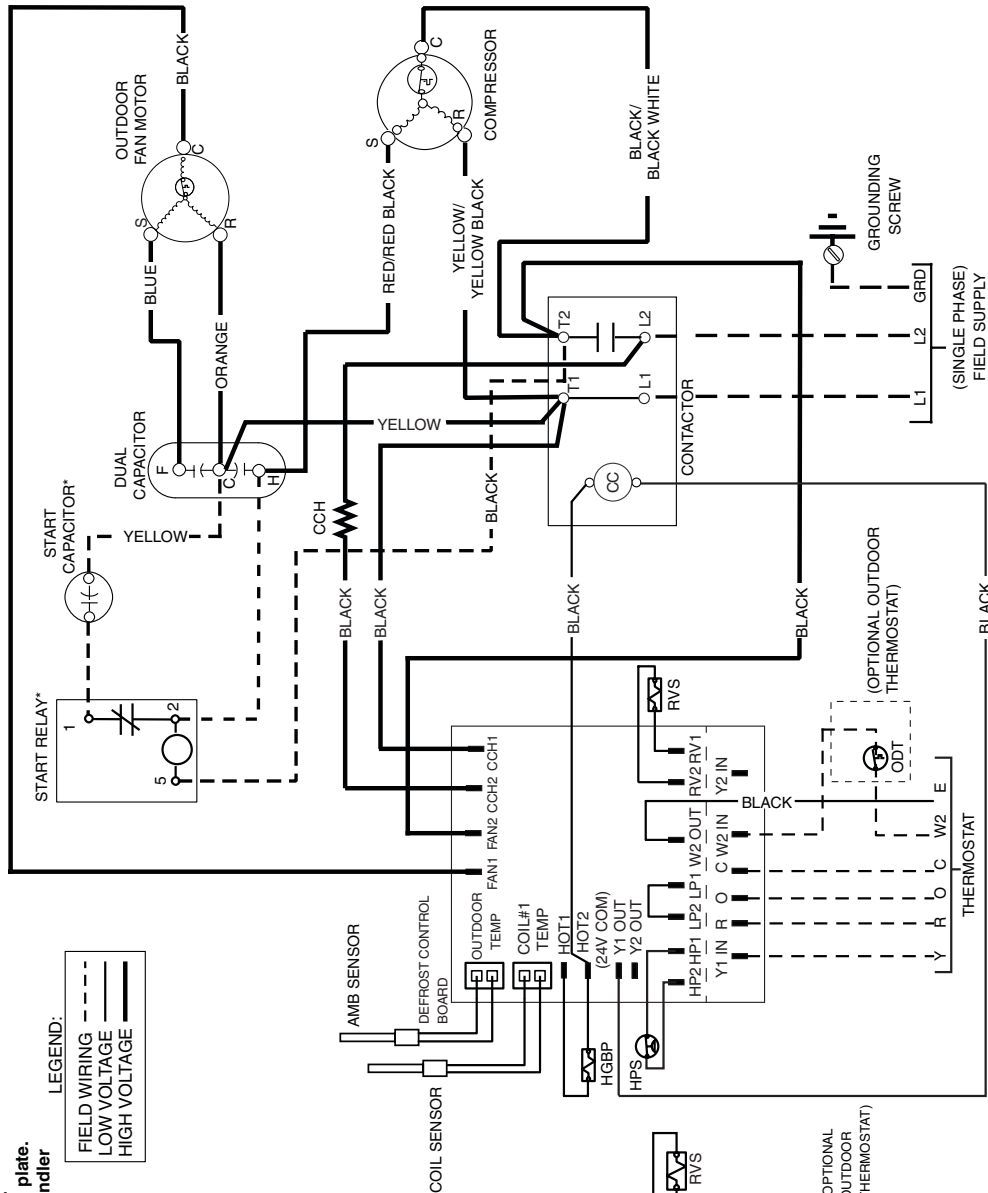 plate.
ndler
LEGEND:
FIELD WIRING
LOW VOLTAGE
HIGH VOLTAGE
OUTDOOR
FAN MOTOR
BLACK
S
C
R
BLUE
ORANGE
COMPRESSOR
C
S
R
RED/RED BLACK
YELLOW/
YELLOW BLACK
BLACK/
BLACK WHITE
DUAL
CAPACITOR
F
C
H
START
CAPACITOR*
YELLOW
START RELAY*
1
2
5
CCH
YELLOW
BLACK
BLACK
BLACK
BLACK
BLACK
BLACK
T2
L2
T1
L1
CC
CONTACTOR
GROUNDING
SCREW
L1
L2
GRD
(SINGLE PHASE)
FIELD SUPPLY
AMB SENSOR
COIL SENSOR
DEFROST CONTROL
BOARD
OUTDOOR
TEMP
COIL#1
TEMP
FAN1
FAN2
CCH2
CCH1
HOT1
HOT2
(24V COM)
Y1 OUT
Y2 OUT
HGBP
HPS
HP2
HP1
LP2
LP1
W2 OUT
RV2
RV1
Y1 IN
R
O
C
W2 IN
Y2 IN
RVS
BLACK
(OPTIONAL OUTDOOR
THERMOSTAT)
ODT
Y
R
O
C
W2
E
THERMOSTAT
RVS
OPTIONAL
OUTDOOR
THERMOSTAT)